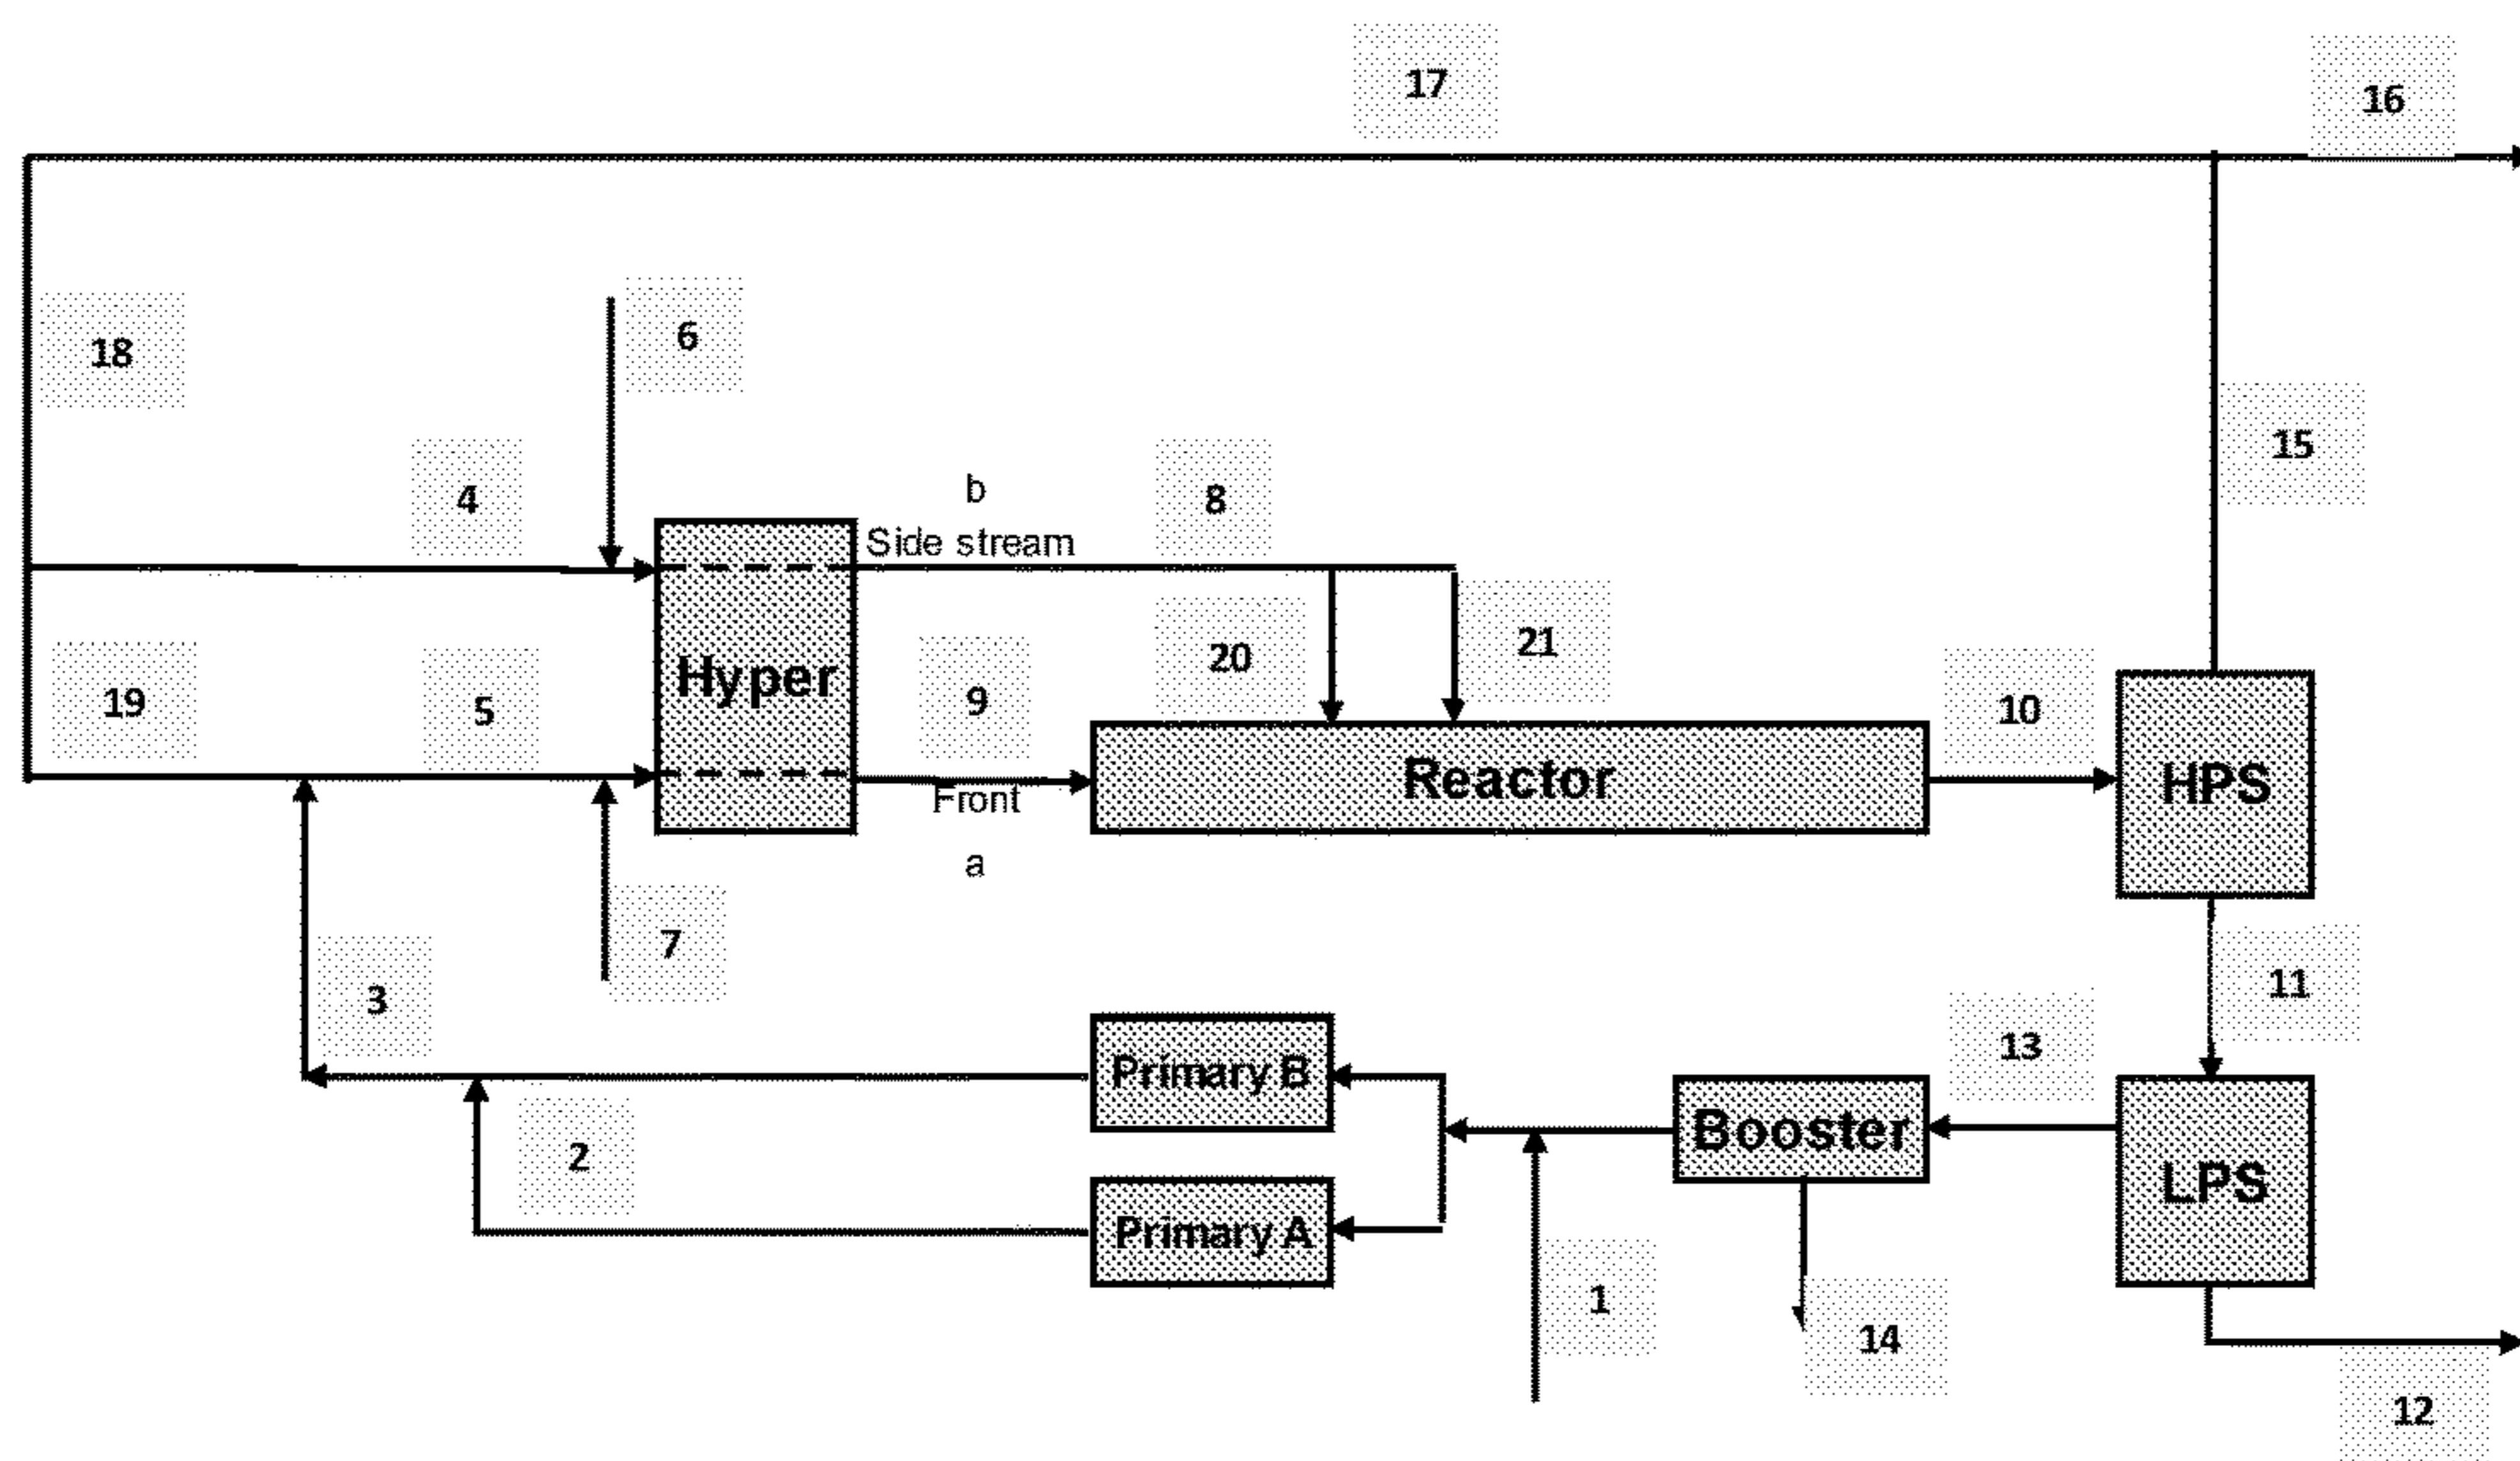 17
16
18
6
15
4
b
8
Side stream
Hyper
20
21
19
5
9
10
Reactor
HPS
Front
a
7
3
11
13
Primary B
Booster
2
LPS
Primary A
1
14
12